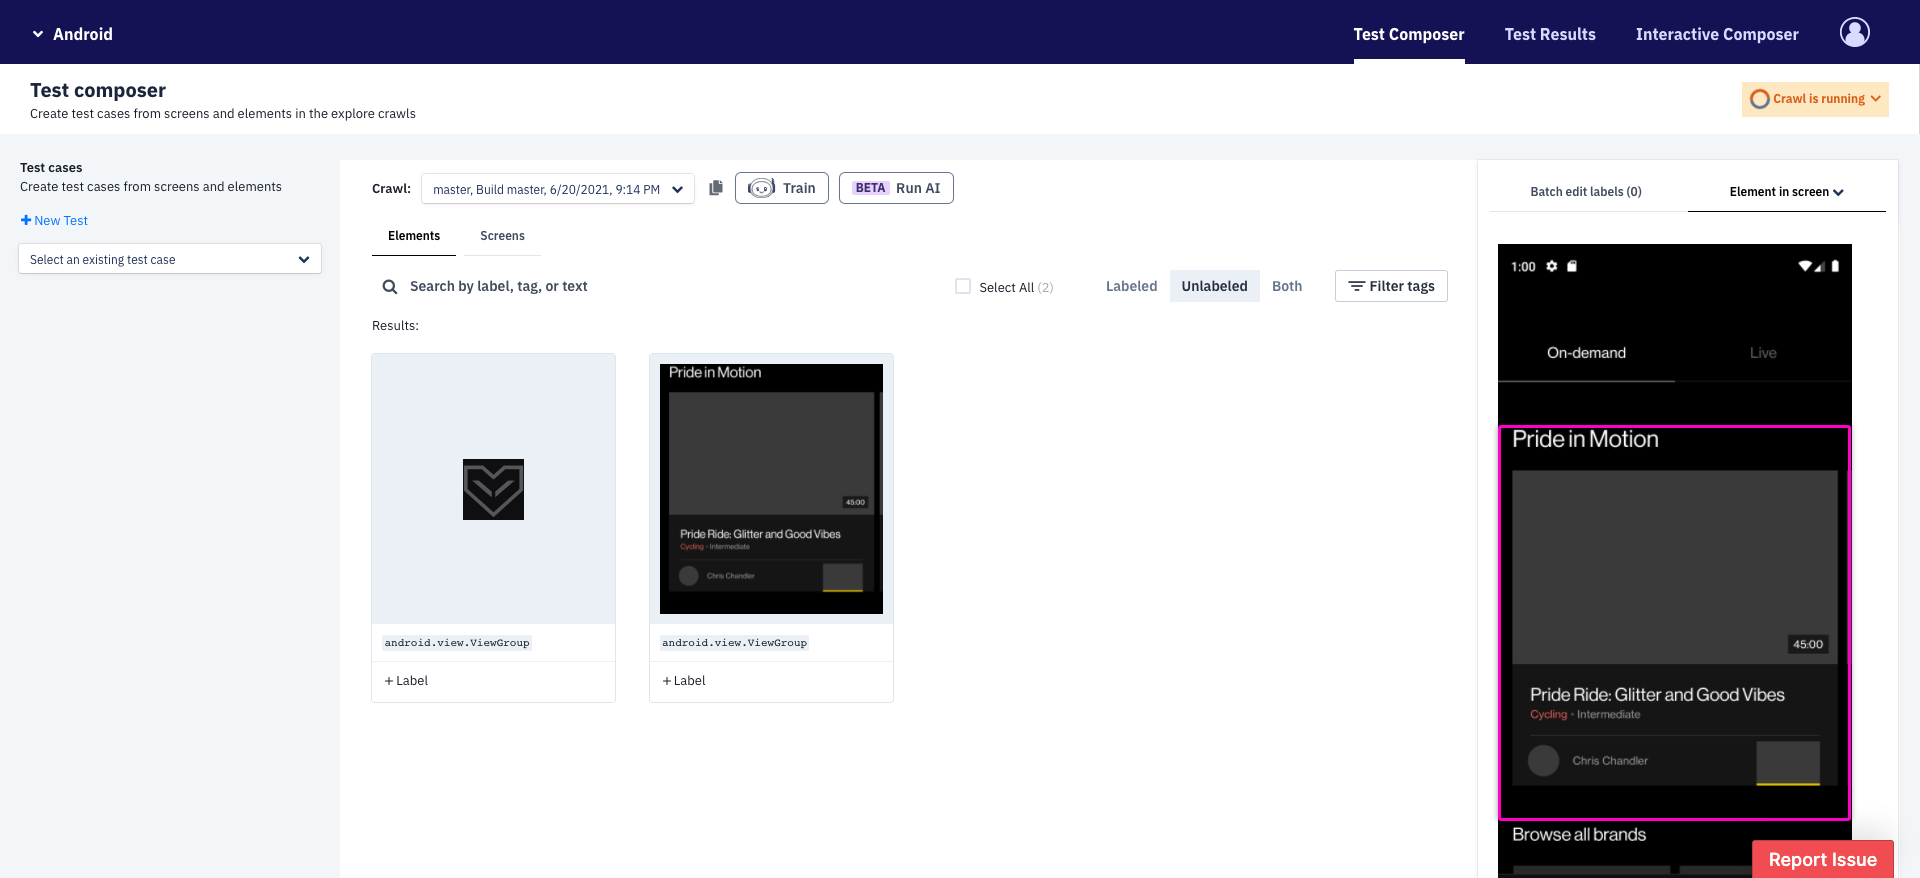 Android
Test Composer
Test Results
Interactive Composer
Test composer
Create test cases from screens and elements in the explore crawls
Crawl is running
Test cases
Create test cases from screens and elements
+ New Test
Select an existing test case
Crawl:
master, Build master, 6/20/2021, 9:14 PM
Train
BETA Run AI
Elements
Screens
Search by label, tag, or text
Select All (2)
Labeled
Unlabeled
Both
Filter tags
Results:
android.view.ViewGroup
+ Label
Pride in Motion
45:00
Pride Ride: Glitter and Good Vibes
Cycling • Intermediate
Chris Chandler
android.view.ViewGroup
+ Label
Batch edit labels (0)
Element in screen
1:00
On-demand
Live
Pride in Motion
45:00
Pride Ride: Glitter and Good Vibes
Cycling • Intermediate
Chris Chandler
Browse all brands
Report Issue